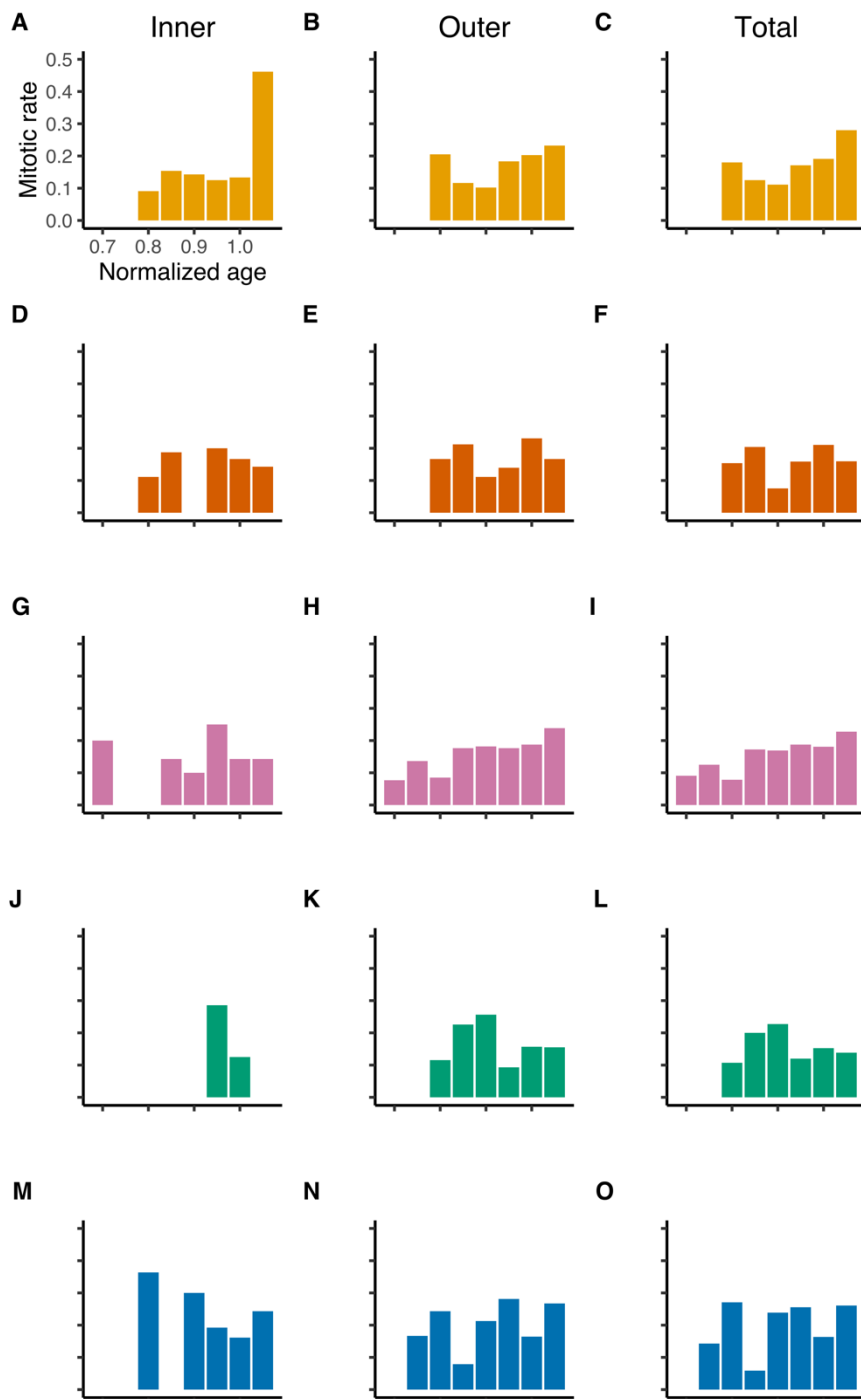 A Inner B Outer C Total
0.5
0.4
0.3
0.2
0.1
0.0
Mitotic rate
0.7 0.8 0.9 1.0
Normalized age
D E F
G H I
J K L
M N O